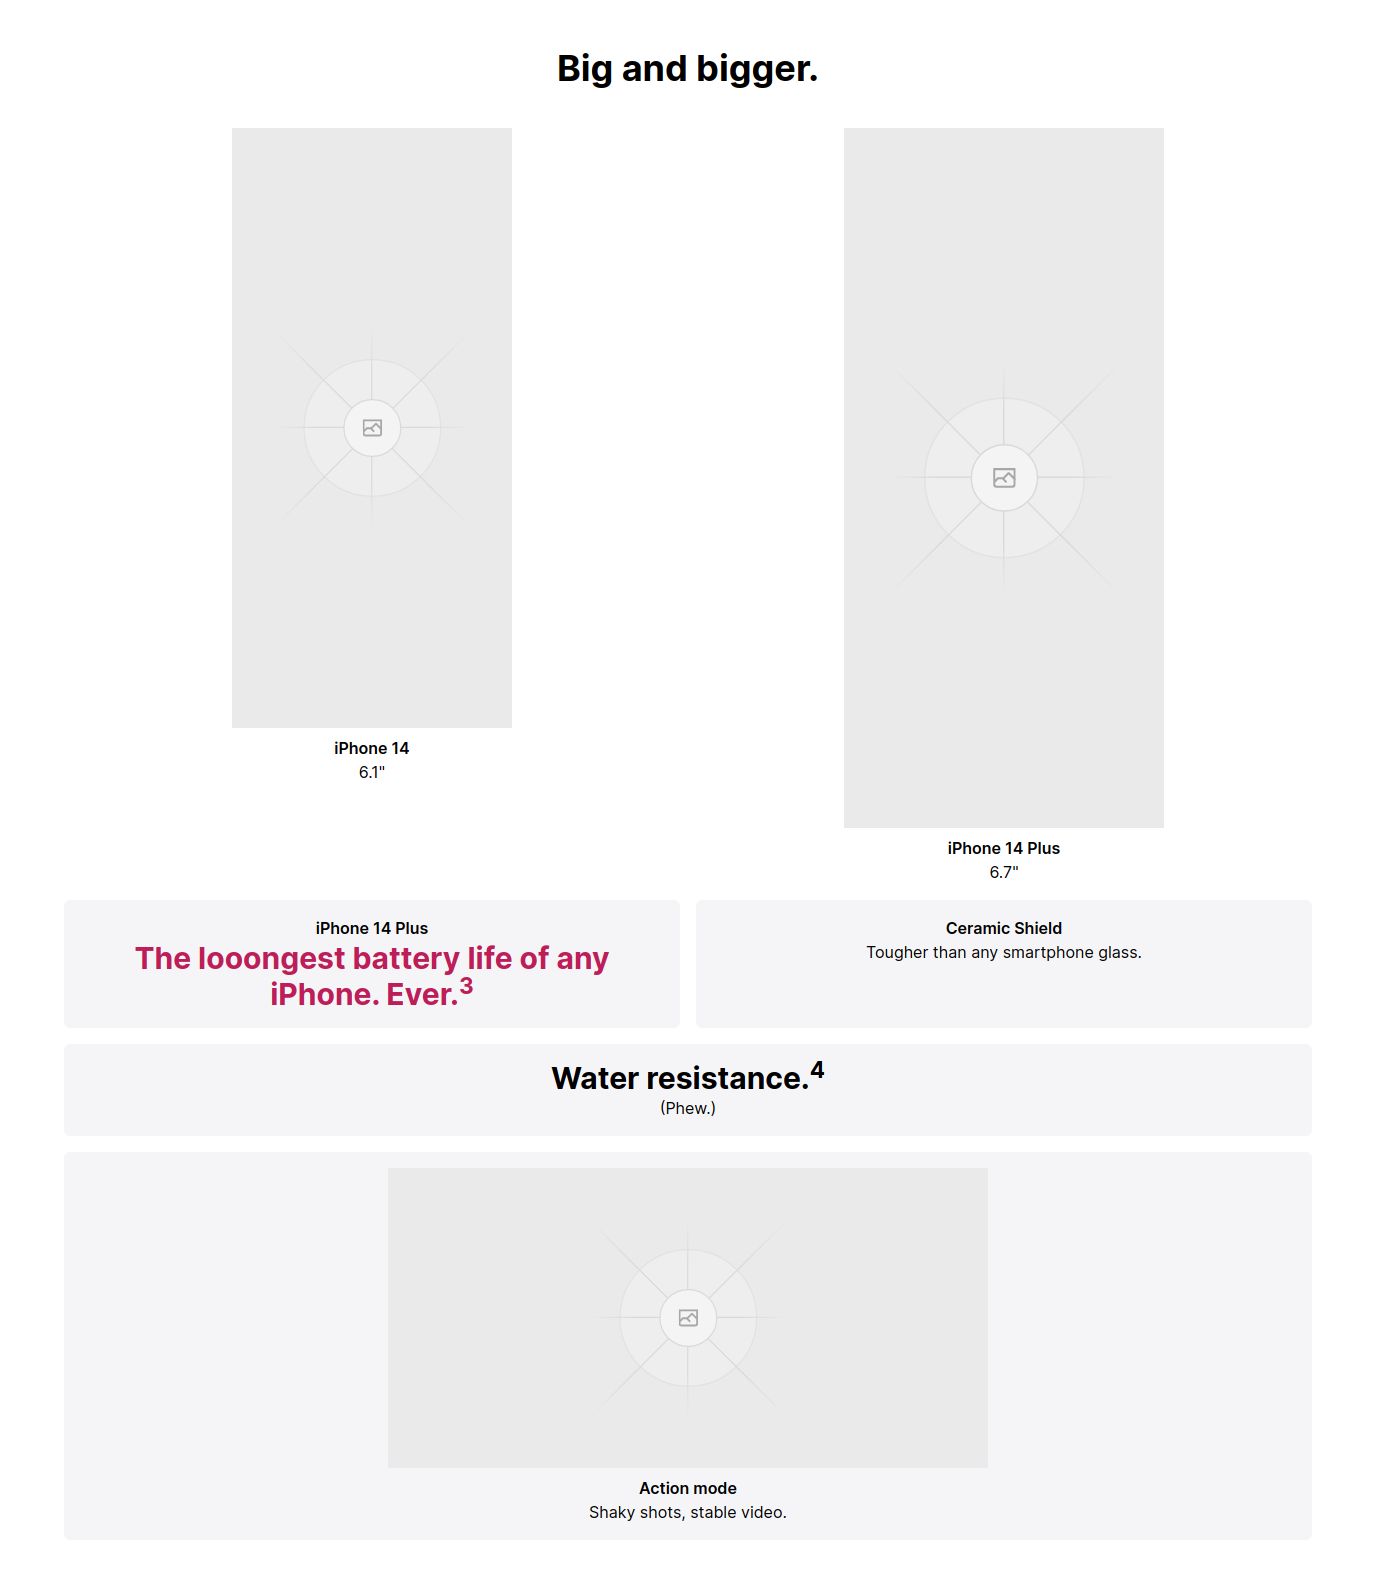 Big and bigger.
iPhone 14
6.1"
iPhone 14 Plus
6.7"
iPhone 14 Plus
The looongest battery life of any
iPhone. Ever.3
Ceramic Shield
Tougher than any smartphone glass.
Water resistance.4
(Phew.)
Action mode
Shaky shots, stable video.